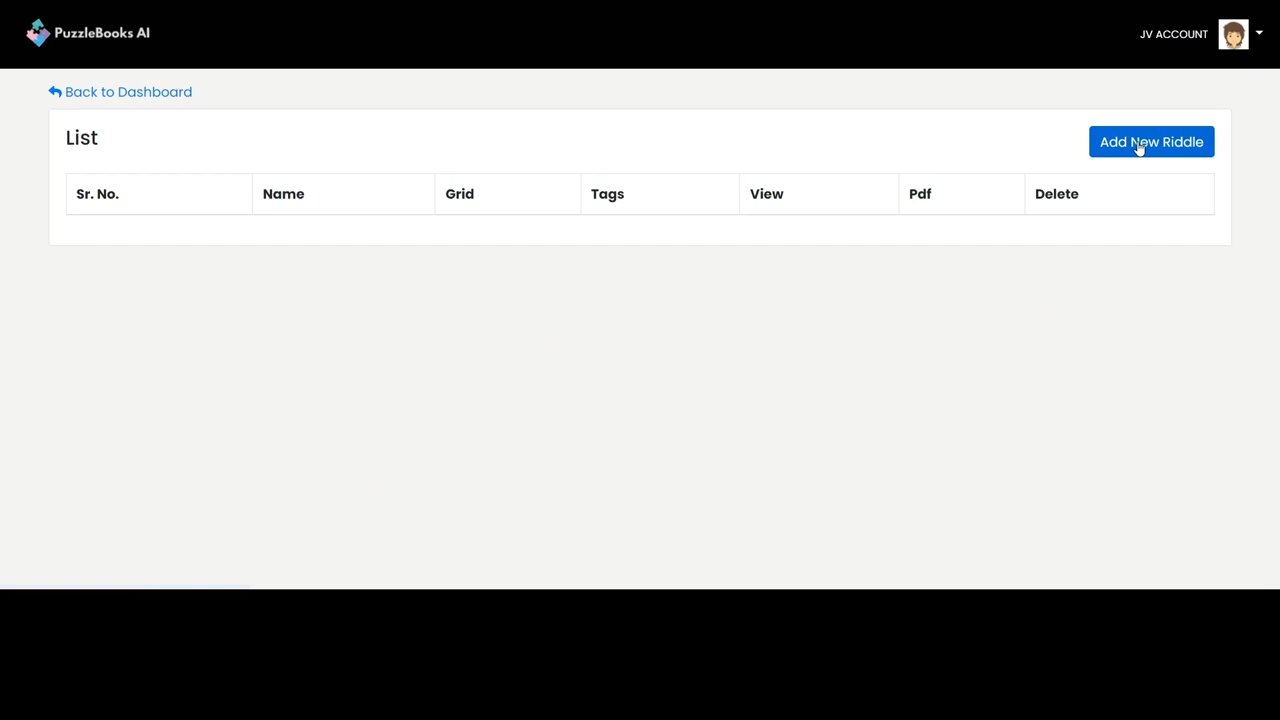 PuzzleBooks AI
JV ACCOUNT
Back to Dashboard
List
Add New Riddle
Sr. No. Name Grid Tags View Pdf Delete